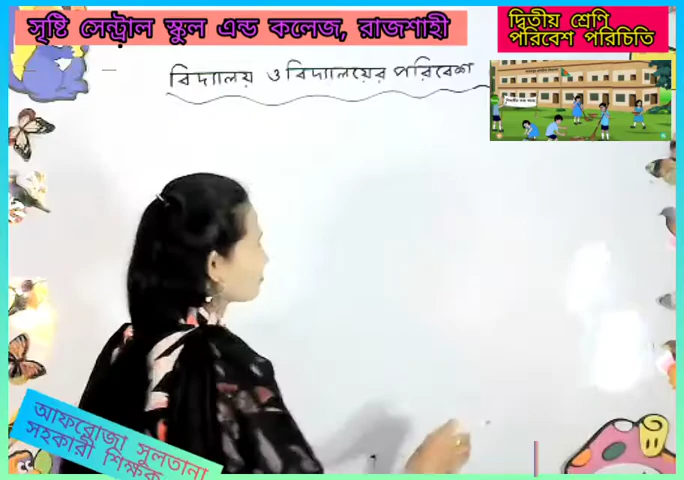 সৃষ্টি সেন্ট্রাল স্কুল এন্ড কলেজ, রাজশাহী
দ্বিতীয় শ্রেণি
পরিবেশ পরিচিতি
বিদ্যালয় ও বিদ্যালয়ের পরিবেশ
আফরোজা সুলতানা
সহকারী শিক্ষক